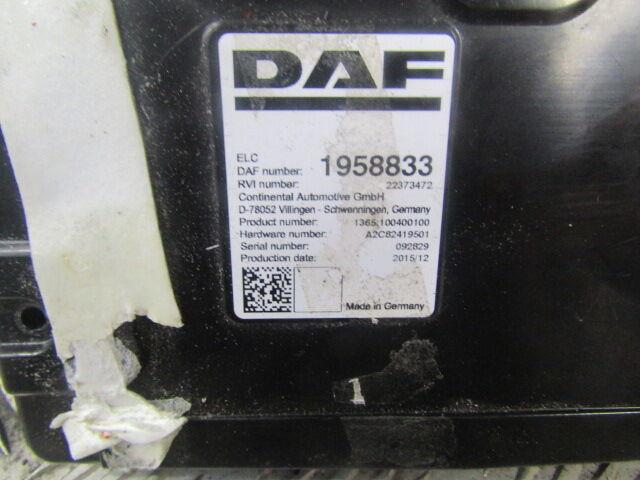 DAF
ELC
DAF number: 1958833
RVI number: 22373472
Continental Automotive GmbH
D-78052 Villingen - Schwenningen, Germany
Product number: 1365.100400100
Hardware number: A2C82419501
Serial number: 092829
Production date: 2015/12
Made in Germany
1